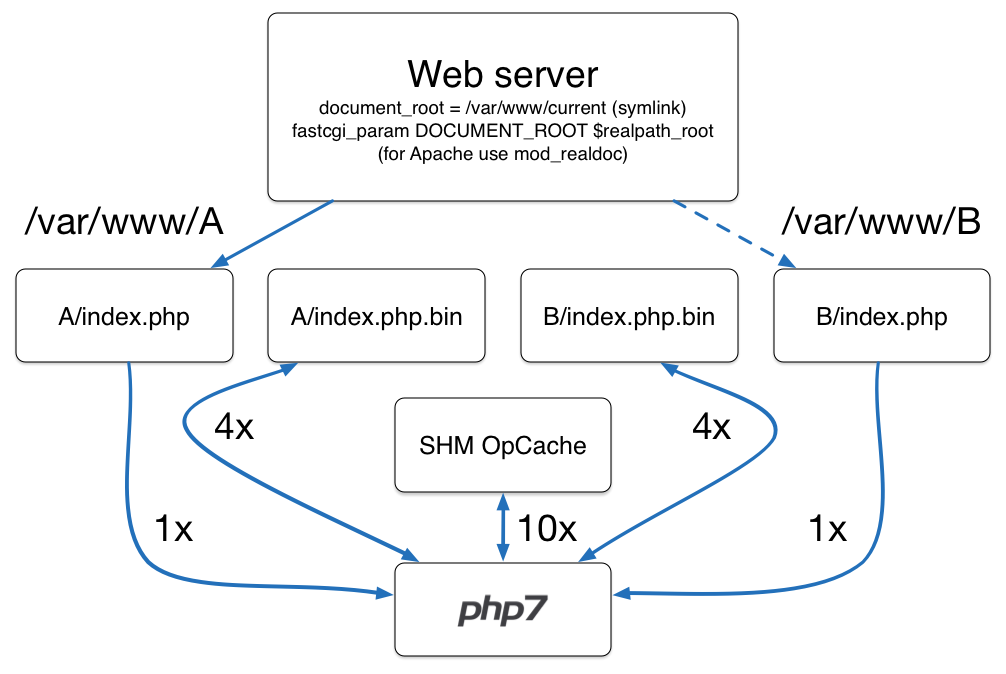 Web server
document_root = /var/www/current (symlink)
fastcgi_param DOCUMENT_ROOT $realpath_root
(for Apache use mod_realdoc)
/var/www/A
/var/www/B
A/index.php
A/index.php.bin
B/index.php.bin
B/index.php
4x
SHM OpCache
4x
1x
10x
1x
php7